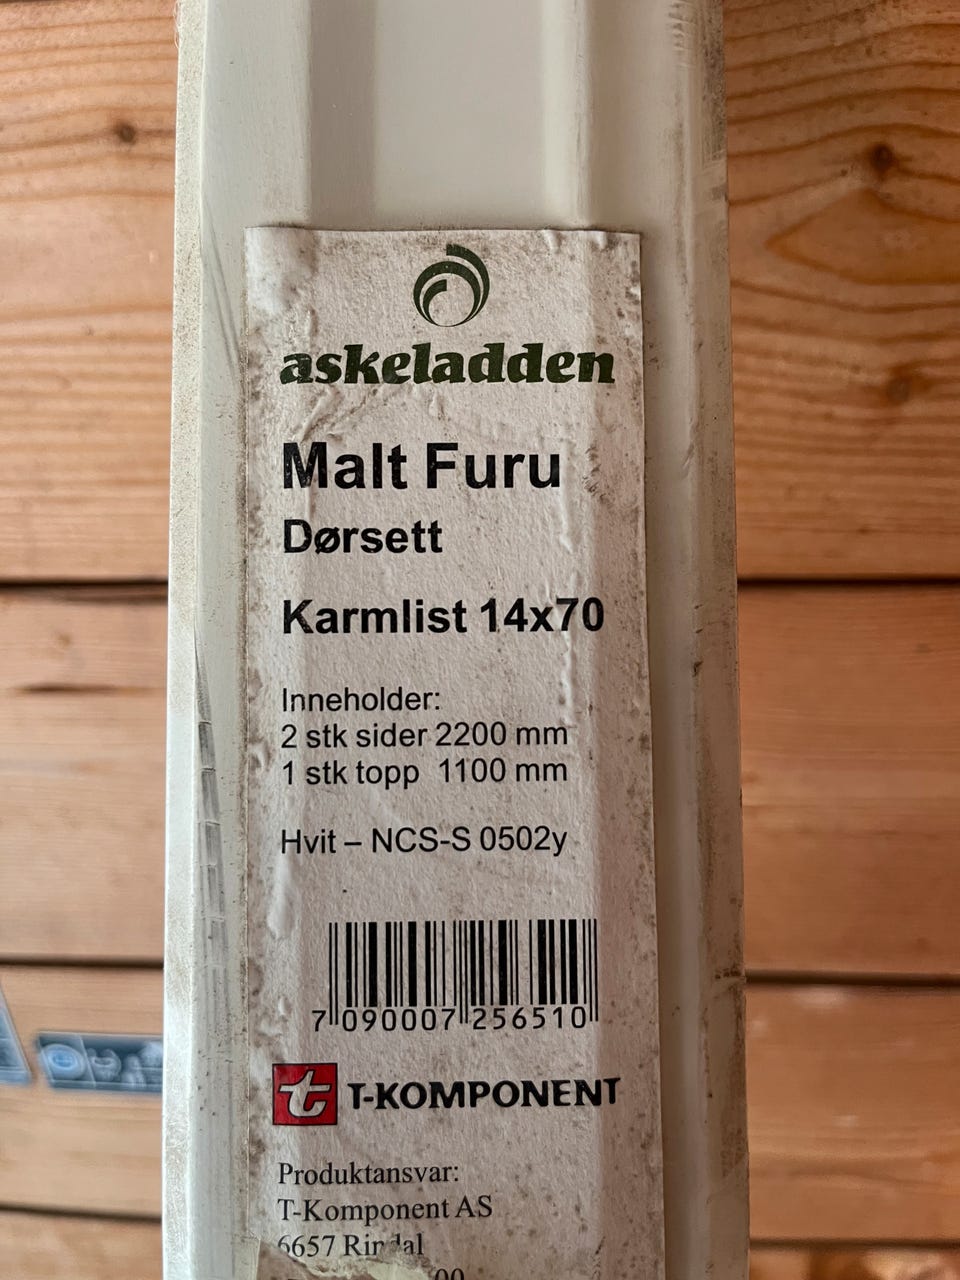 askeladden
Malt Furu
Dørsett
Karmlist 14x70
Inneholder:
2 stk sider 2200 mm
1 stk topp 1100 mm
Hvit – NCS-S 0502y
7 090007 256510
t T-KOMPONENT
Produktansvar:
T-Komponent AS
6657 Rindal
00